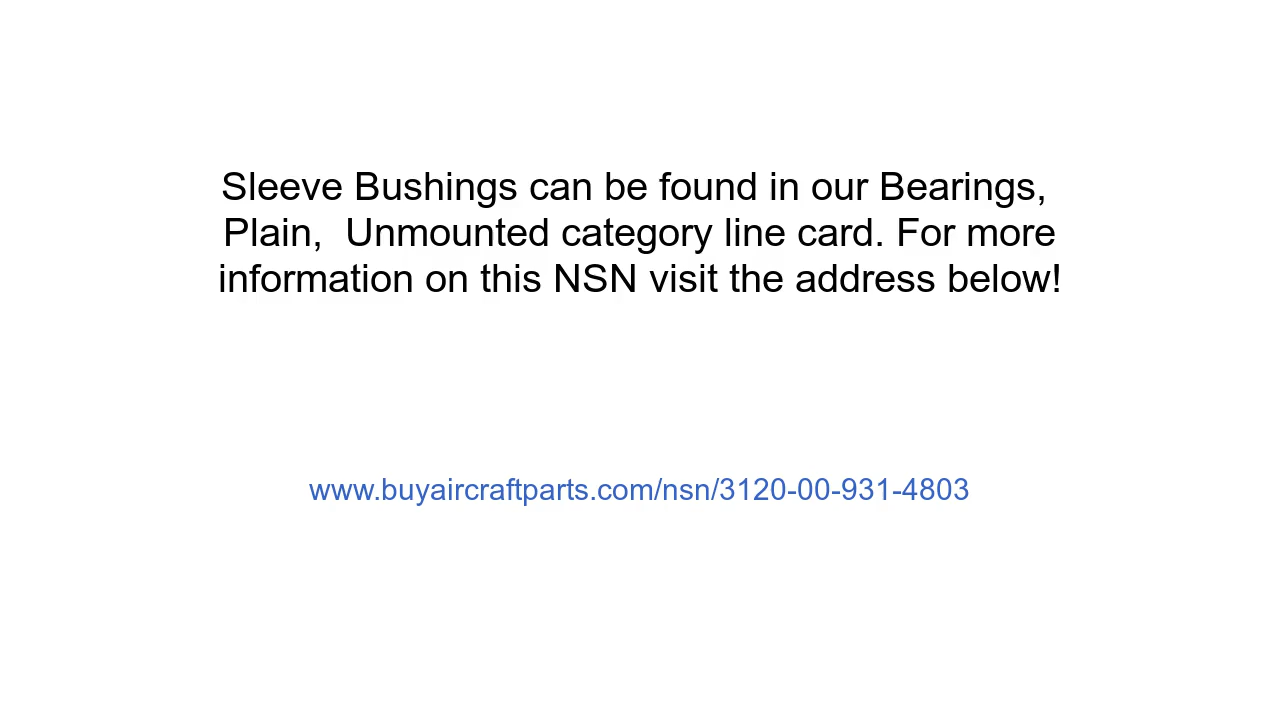 Sleeve Bushings can be found in our Bearings,
Plain,  Unmounted category line card. For more
information on this NSN visit the address below!
www.buyaircraftparts.com/nsn/3120-00-931-4803